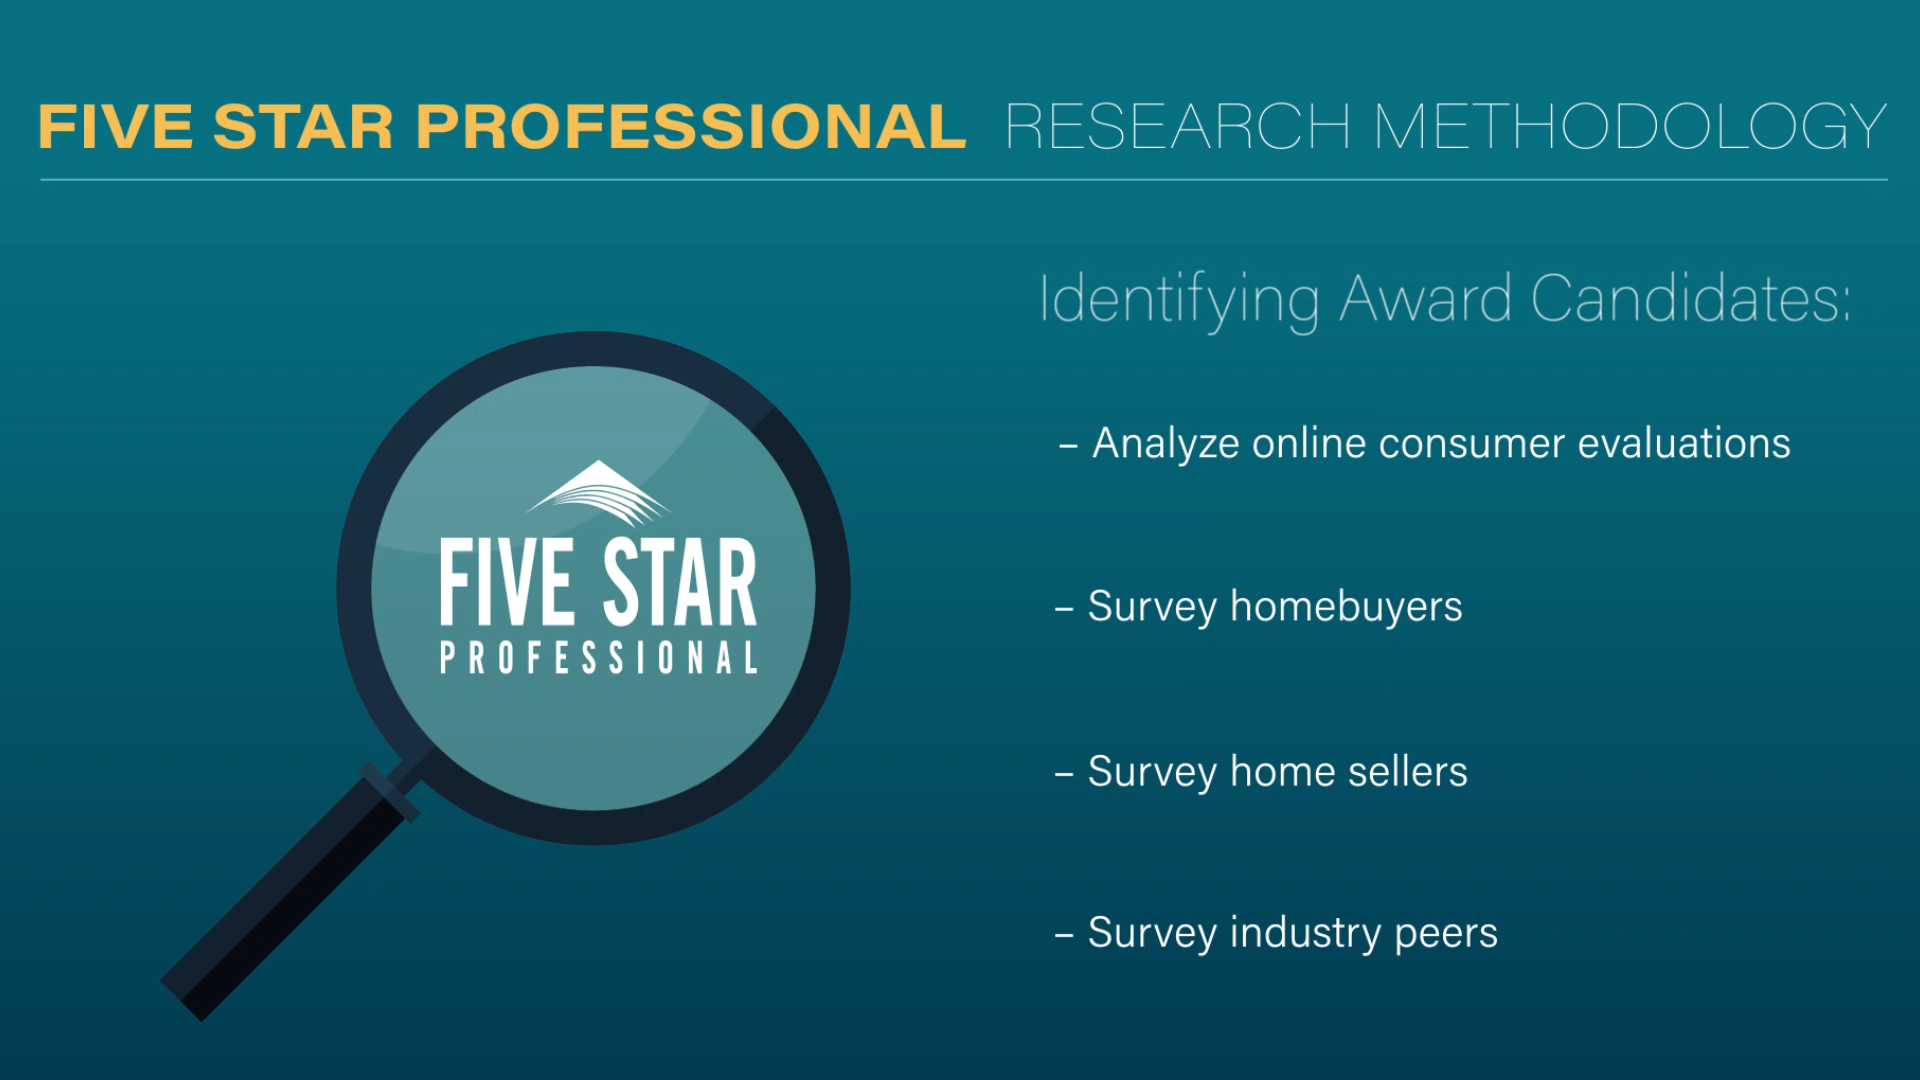 FIVE STAR PROFESSIONAL RESEARCH METHODOLOGY
FIVE STAR
PROFESSIONAL
Identifying Award Candidates:
– Analyze online consumer evaluations
– Survey homebuyers
– Survey home sellers
– Survey industry peers